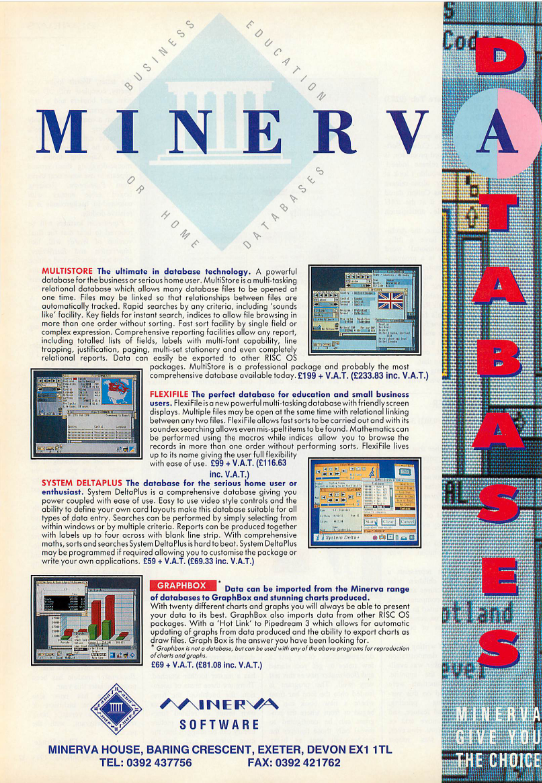 BUSINESS
EDUCATION
MINERVA
OR HOME
DATABASES
MULTISTORE The ultimate in database technology. A powerful
database for the business or serious home user. MultiStore is a multi-tasking
relational database which allows many database files to be opened at
one time. Files may be linked so that relationships between files are
automatically tracked. Rapid searches by any criteria, including 'sounds
like' facility. Key fields for instant search, indices to allow file browsing in
more than one order without sorting. Fast sort facility by single field or
complex expression. Comprehensive reporting facilities allow any report,
including totalled lists of fields, labels with multi-font capability, line
trapping, justification, paging, multi-set stationery and even completely
relational reports. Data can easily be exported to other RISC OS
packages. MultiStore is a professional package and probably the most
comprehensive database available today. £199 + V.A.T. (£233.83 inc. V.A.T.)
FLEXIFILE The perfect database for education and small business
users. FlexiFile is a new powerful multi-tasking database with friendly screen
displays. Multiple files may be open at the same time with relational linking
between any two files. FlexiFile allows fast sorts to be carried out and with its
soundex searching allows even mis-spelt items to be found. Mathematics can
be performed using the macros while indices allow you to browse the
records in more than one order without performing sorts. FlexiFile lives
up to its name giving the user full flexibility
with ease of use. £99 + V.A.T. (£116.63
inc. V.A.T.)
SYSTEM DELTAPLUS The database for the serious home user or
enthusiast. System DeltaPlus is a comprehensive database giving you
power coupled with ease of use. Easy to use video style controls and the
ability to define your own card layouts make this database suitable for all
types of data entry. Searches can be performed by simply selecting from
within windows or by multiple criteria. Reports can be produced together
with labels up to four across with blank line strip. With comprehensive
maths, sorts and searches System DeltaPlus is hard to beat. System DeltaPlus
may be programmed if required allowing you to customise the package or
write your own applications. £59 + V.A.T. (£69.33 inc. V.A.T.)
System Delta+
GRAPHBOX * Data can be imported from the Minerva range
of databases to GraphBox and stunning charts produced.
With twenty different charts and graphs you will always be able to present
your data to its best. GraphBox also imports data from other RISC OS
packages. With a 'Hot Link' to Pipedream 3 which allows for automatic
updating of graphs from data produced and the ability to export charts as
draw files. Graph Box is the answer you have been looking for.
* Graphbox is not a database, but can be used with any of the above programs for reproduction
of charts and graphs.
£69 + V.A.T. (£81.08 inc. V.A.T.)
MINERVA
SOFTWARE
MINERVA HOUSE, BARING CRESCENT, EXETER, DEVON EX1 1TL
TEL: 0392 437756 FAX: 0392 421762
DATABASES
MINERVA
GIVE YOU
THE CHOICE